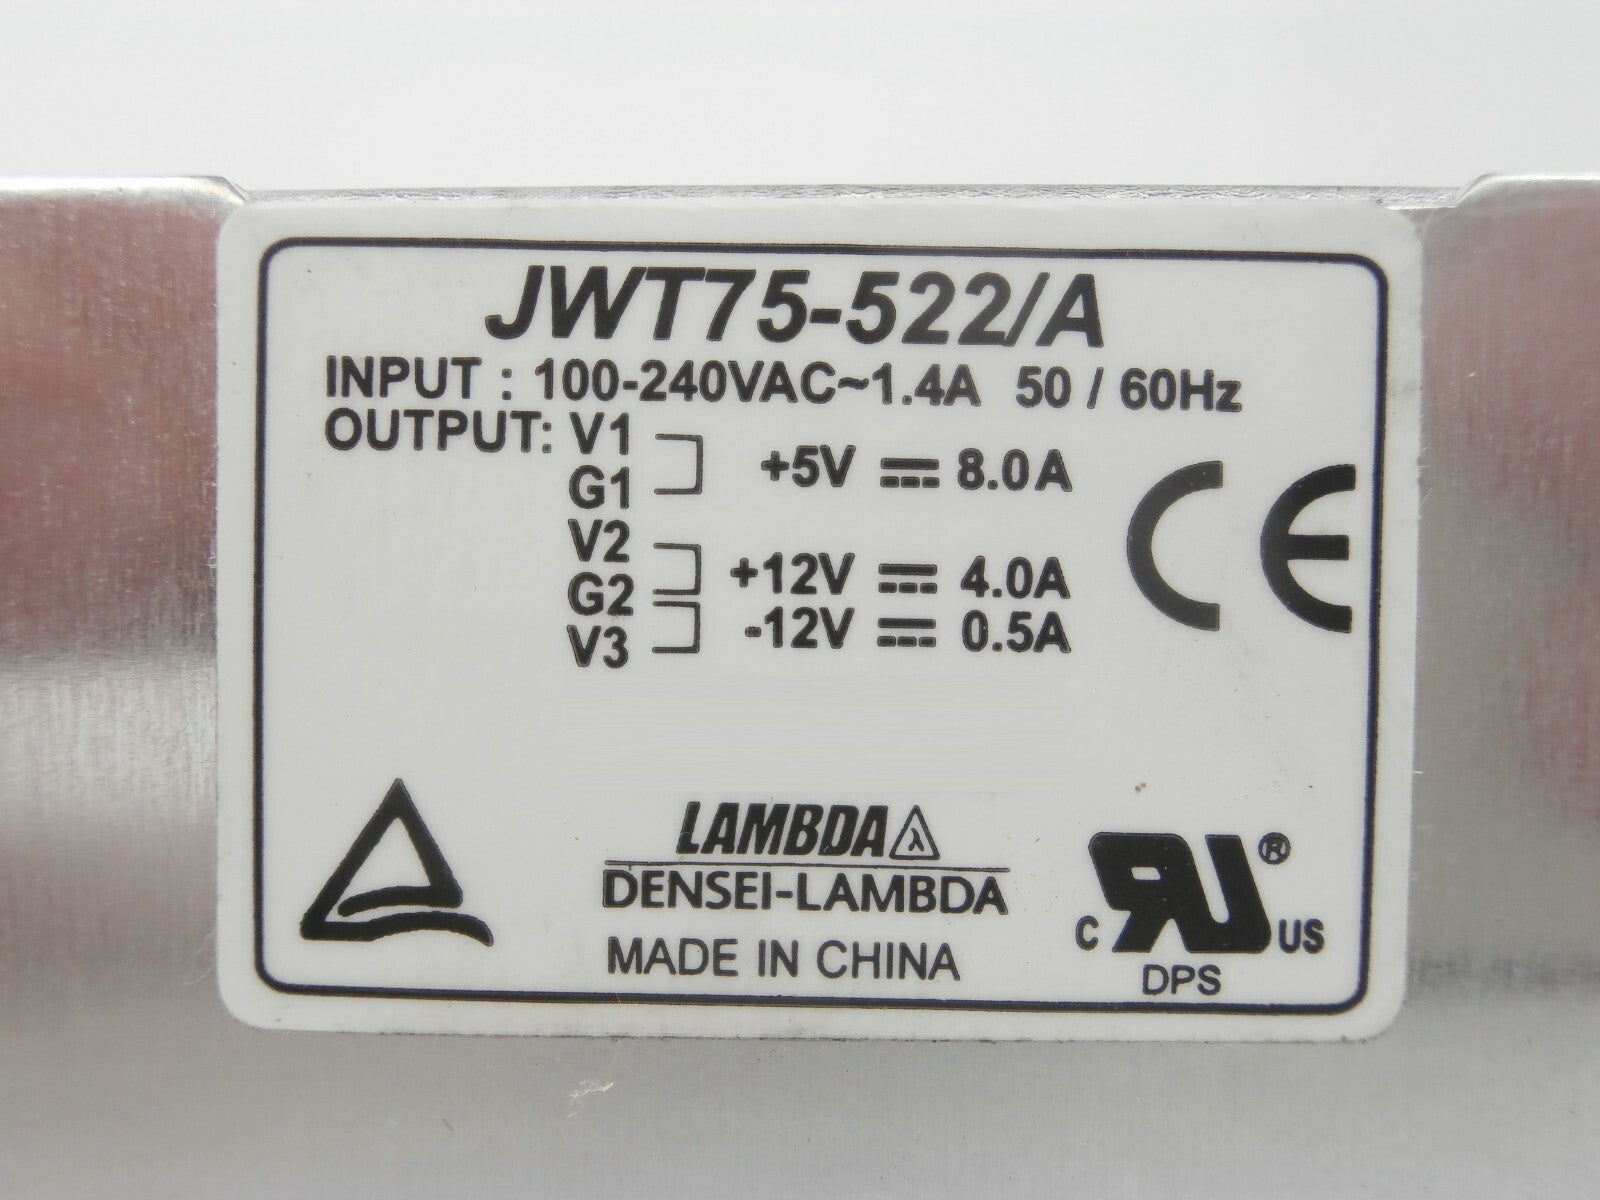 JWT75-522/A
INPUT : 100-240VAC~1.4A 50 / 60Hz
OUTPUT: V1
G1
+5V ⎓ 8.0A
V2
G2
+12V ⎓ 4.0A
V3
-12V ⎓ 0.5A
CE
LAMBDA λ
DENSEI-LAMBDA
MADE IN CHINA
C RU ® US
DPS